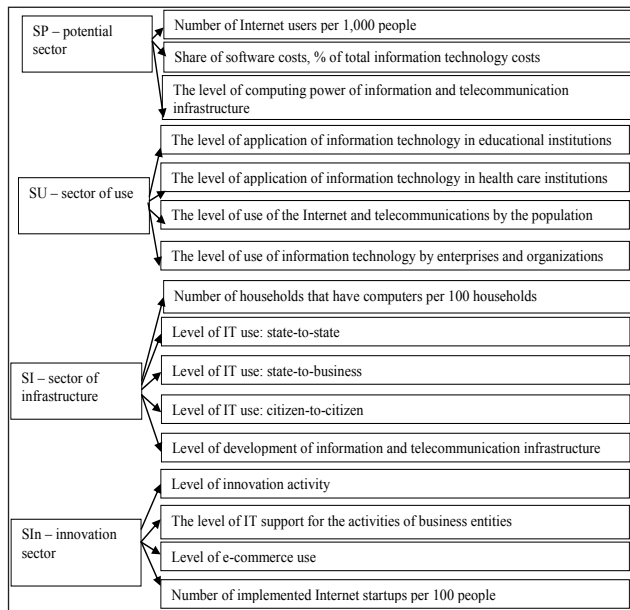 SP – potential
sector
Number of Internet users per 1,000 people
Share of software costs, % of total information technology costs
The level of computing power of information and telecommunication
infrastructure
SU – sector of use
The level of application of information technology in educational institutions
The level of application of information technology in health care institutions
The level of use of the Internet and telecommunications by the population
The level of use of information technology by enterprises and organizations
SI – sector of
infrastructure
Number of households that have computers per 100 households
Level of IT use: state-to-state
Level of IT use: state-to-business
Level of IT use: citizen-to-citizen
Level of development of information and telecommunication infrastructure
SIn – innovation
sector
Level of innovation activity
The level of IT support for the activities of business entities
Level of e-commerce use
Number of implemented Internet startups per 100 people